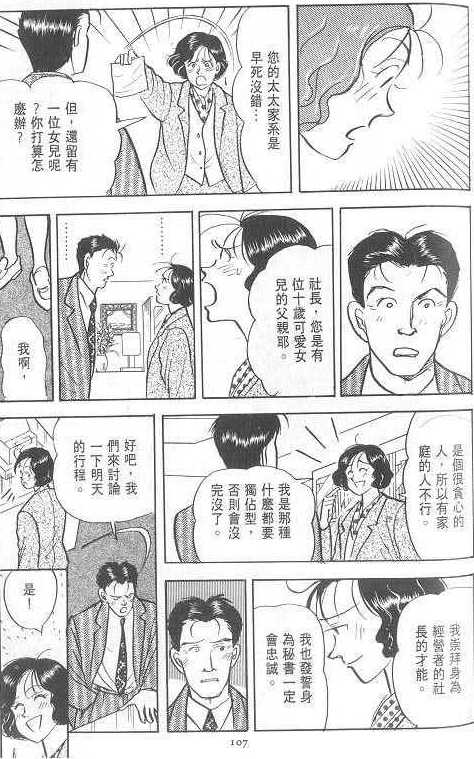 您的太太家系是
早死沒錯…
但，還留有
一位女兒呢
？你打算怎
麼辦？
社長，您是有
位十歲可愛女
兒的父親耶。
………
………
我啊，
是個很貪心的
人，所以有家
庭的人不行。
我是那種
什麼都要
獨佔型，
否則會沒
完沒了。
好吧，我
們來討論
一下明天
的行程。
我崇拜身為
經營者的社
長的才能。
我也發誓身
為秘書一定
會忠誠。
是！
107